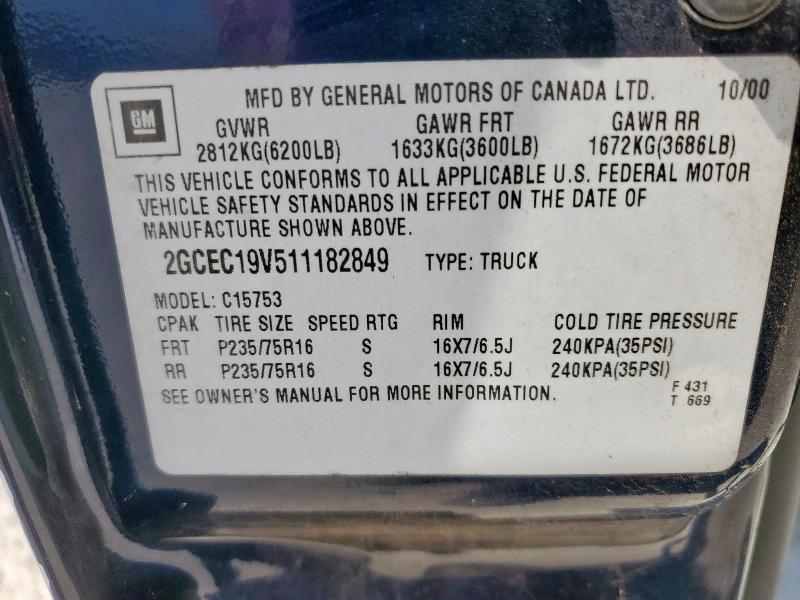 GM
MFD BY GENERAL MOTORS OF CANADA LTD. 10/00
GVWR GAWR FRT GAWR RR
2812KG(6200LB) 1633KG(3600LB) 1672KG(3686LB)
THIS VEHICLE CONFORMS TO ALL APPLICABLE U.S. FEDERAL MOTOR
VEHICLE SAFETY STANDARDS IN EFFECT ON THE DATE OF
MANUFACTURE SHOWN ABOVE.
2GCEC19V511182849 TYPE: TRUCK
MODEL: C15753
CPAK TIRE SIZE SPEED RTG RIM COLD TIRE PRESSURE
FRT P235/75R16 S 16X7/6.5J 240KPA(35PSI)
RR P235/75R16 S 16X7/6.5J 240KPA(35PSI)
SEE OWNER'S MANUAL FOR MORE INFORMATION. F 431
T 669